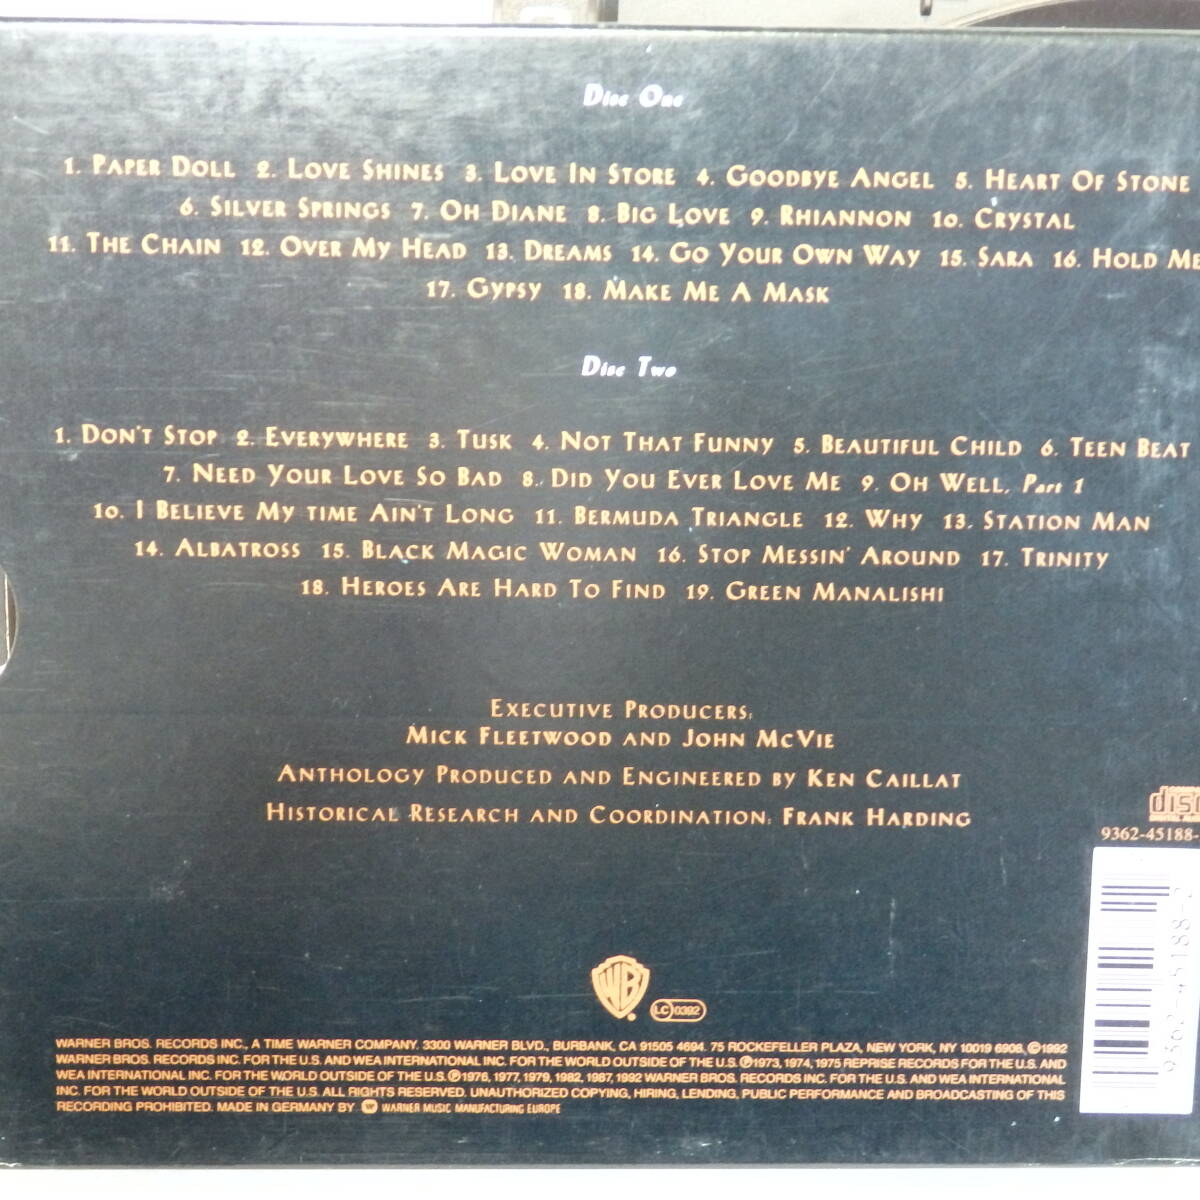 Disc One
1. PAPER DOLL 2. LOVE SHINES 3. LOVE IN STORE 4. GOODBYE ANGEL 5. HEART OF STONE
6. SILVER SPRINGS 7. OH DIANE 8. BIG LOVE 9. RHIANNON 10. CRYSTAL
11. THE CHAIN 12. OVER MY HEAD 13. DREAMS 14. GO YOUR OWN WAY 15. SARA 16. HOLD ME
17. GYPSY 18. MAKE ME A MASK
Disc Two
1. DON'T STOP 2. EVERYWHERE 3. TUSK 4. NOT THAT FUNNY 5. BEAUTIFUL CHILD 6. TEEN BEAT
7. NEED YOUR LOVE SO BAD 8. DID YOU EVER LOVE ME 9. OH WELL, Part 1
10. I BELIEVE MY TIME AIN'T LONG 11. BERMUDA TRIANGLE 12. WHY 13. STATION MAN
14. ALBATROSS 15. BLACK MAGIC WOMAN 16. STOP MESSIN' AROUND 17. TRINITY
18. HEROES ARE HARD TO FIND 19. GREEN MANALISHI
EXECUTIVE PRODUCERS:
MICK FLEETWOOD AND JOHN MCVIE
ANTHOLOGY PRODUCED AND ENGINEERED BY KEN CAILLAT
HISTORICAL RESEARCH AND COORDINATION: FRANK HARDING
disc
9362-45188-
9362-45188-2
WB
LC 0392
WARNER BROS. RECORDS INC., A TIME WARNER COMPANY. 3300 WARNER BLVD., BURBANK, CA 91505 4694. 75 ROCKEFELLER PLAZA, NEW YORK, NY 10019 6908, ©1992
WARNER BROS. RECORDS INC. FOR THE U.S. AND WEA INTERNATIONAL INC. FOR THE WORLD OUTSIDE OF THE U.S. ℗1973, 1974, 1975 REPRISE RECORDS FOR THE U.S. AND
WEA INTERNATIONAL INC. FOR THE WORLD OUTSIDE OF THE U.S. ℗1976, 1977, 1979, 1982, 1987, 1992 WARNER BROS. RECORDS INC. FOR THE U.S. AND WEA INTERNATIONAL
INC. FOR THE WORLD OUTSIDE OF THE U.S. ALL RIGHTS RESERVED. UNAUTHORIZED COPYING, HIRING, LENDING, PUBLIC PERFORMANCE AND BROADCASTING OF THIS
RECORDING PROHIBITED. MADE IN GERMANY BY WARNER MUSIC MANUFACTURING EUROPE